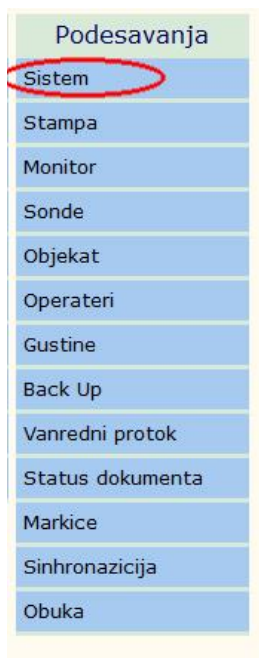 Podesavanja
Sistem
Stampa
Monitor
Sonde
Objekat
Operateri
Gustine
Back Up
Vanredni protok
Status dokumenta
Markice
Sinhronazicija
Obuka